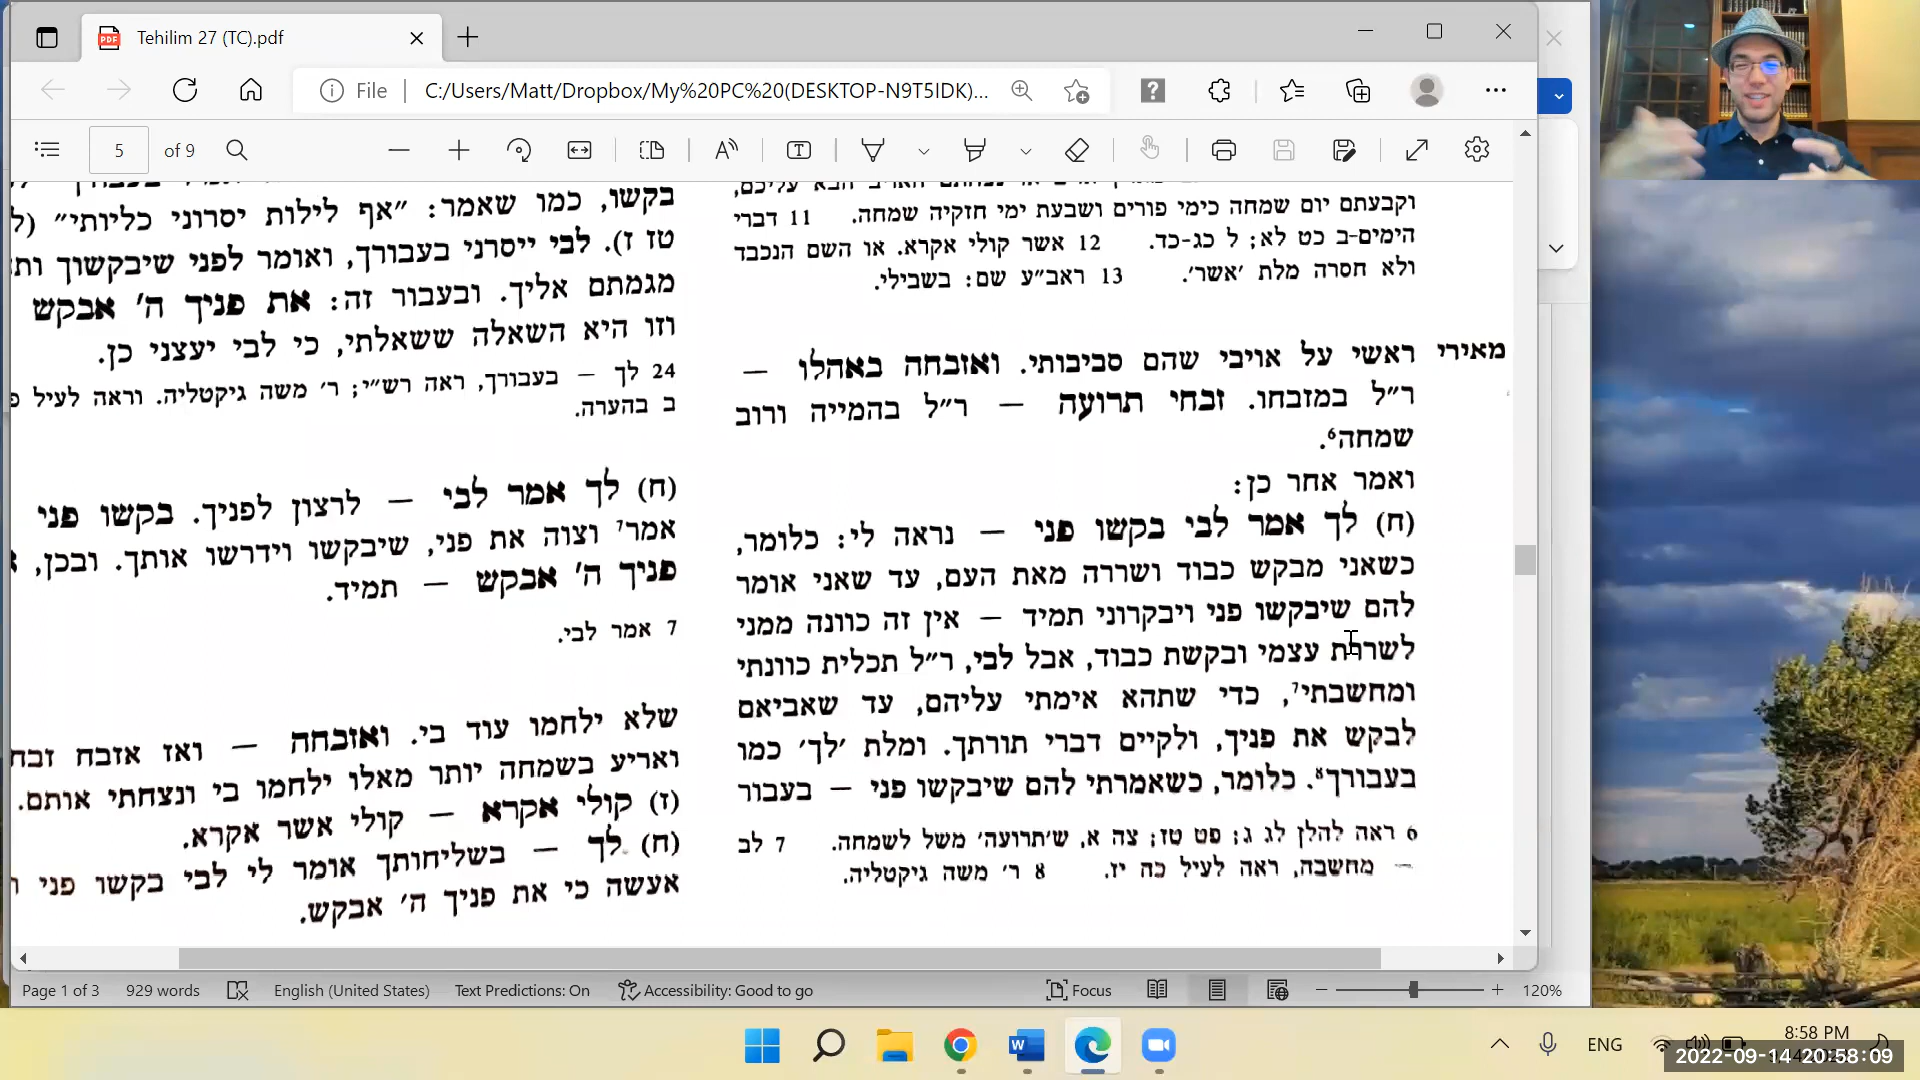 Tehilim 27 (TC).pdf
File
C:/Users/Matt/Dropbox/My%20PC%20(DESKTOP-N9T5IDK)...
5 of 9
וקבעתם יום שמחה כימי פורים ושבעת ימי חזקיה שמחה. 11 דברי
הימים-ב כט לא; ל כג-כד. 12 אשר קולי אקרא. או השם הנכבד
ולא חסרה מלת 'אשר'. 13 ראב״ע שם: בשבילי.
מאירי
ראשי על אויבי שהם סביבותי. ואזבחה באהלו –
ר״ל במזבחו. זבחי תרועה – ר״ל בהמייה ורוב
שמחה⁶.
ואמר אחר כן:
(ח) לך אמר לבי בקשו פני – נראה לי: כלומר,
כשאני מבקש כבוד ושררה מאת העם, עד שאני אומר
להם שיבקשו פני ויבקרוני תמיד – אין זה כוונה ממני
לשררת עצמי ובקשת כבוד, אבל לבי, ר״ל תכלית כוונתי
ומחשבתי⁷, כדי שתהא אימתי עליהם, עד שאביאם
לבקש את פניך, ולקיים דברי תורתך. ומלת 'לך' כמו
בעבורך⁸. כלומר, כשאמרתי להם שיבקשו פני – בעבור
6 ראה להלן לג ג; פט טז; צה א, ש'תרועה' משל לשמחה. 7 לב
– מחשבה, ראה לעיל כה יז. 8 ר' משה גיקטליה.
בקשו, כמו שאמר: ״אף לילות יסרוני כליותי״
טז ז). לבי ייסרני בעבורך, ואומר לפני שיבקשוך
מגמתם אליך. ובעבור זה: את פניך ה' אבקש
וזו היא השאלה ששאלתי, כי לבי יעצני כן.
24 לך – בעבורך, ראה רש״י; ר' משה גיקטליה. וראה לעיל
ב בהערה.
(ח) לך אמר לבי – לרצון לפניך. בקשו פני
אמר⁷ וצוה את פני, שיבקשו וידרשו אותך. ובכן,
פניך ה' אבקש – תמיד.
7 אמר לבי.
שלא ילחמו עוד בי. ואזבחה – ואז אזבח זבח
ואריע בשמחה יותר מאלו ילחמו בי ונצחתי אותם.
(ז) קולי אקרא – קולי אשר אקרא.
(ח) לך – בשליחותך אומר לי לבי בקשו פני
אעשה כי את פניך ה' אבקש.
Page 1 of 3 929 words English (United States) Text Predictions: On Accessibility: Good to go Focus 120%
ENG
8:58 PM
2022-09-14 20:58:09